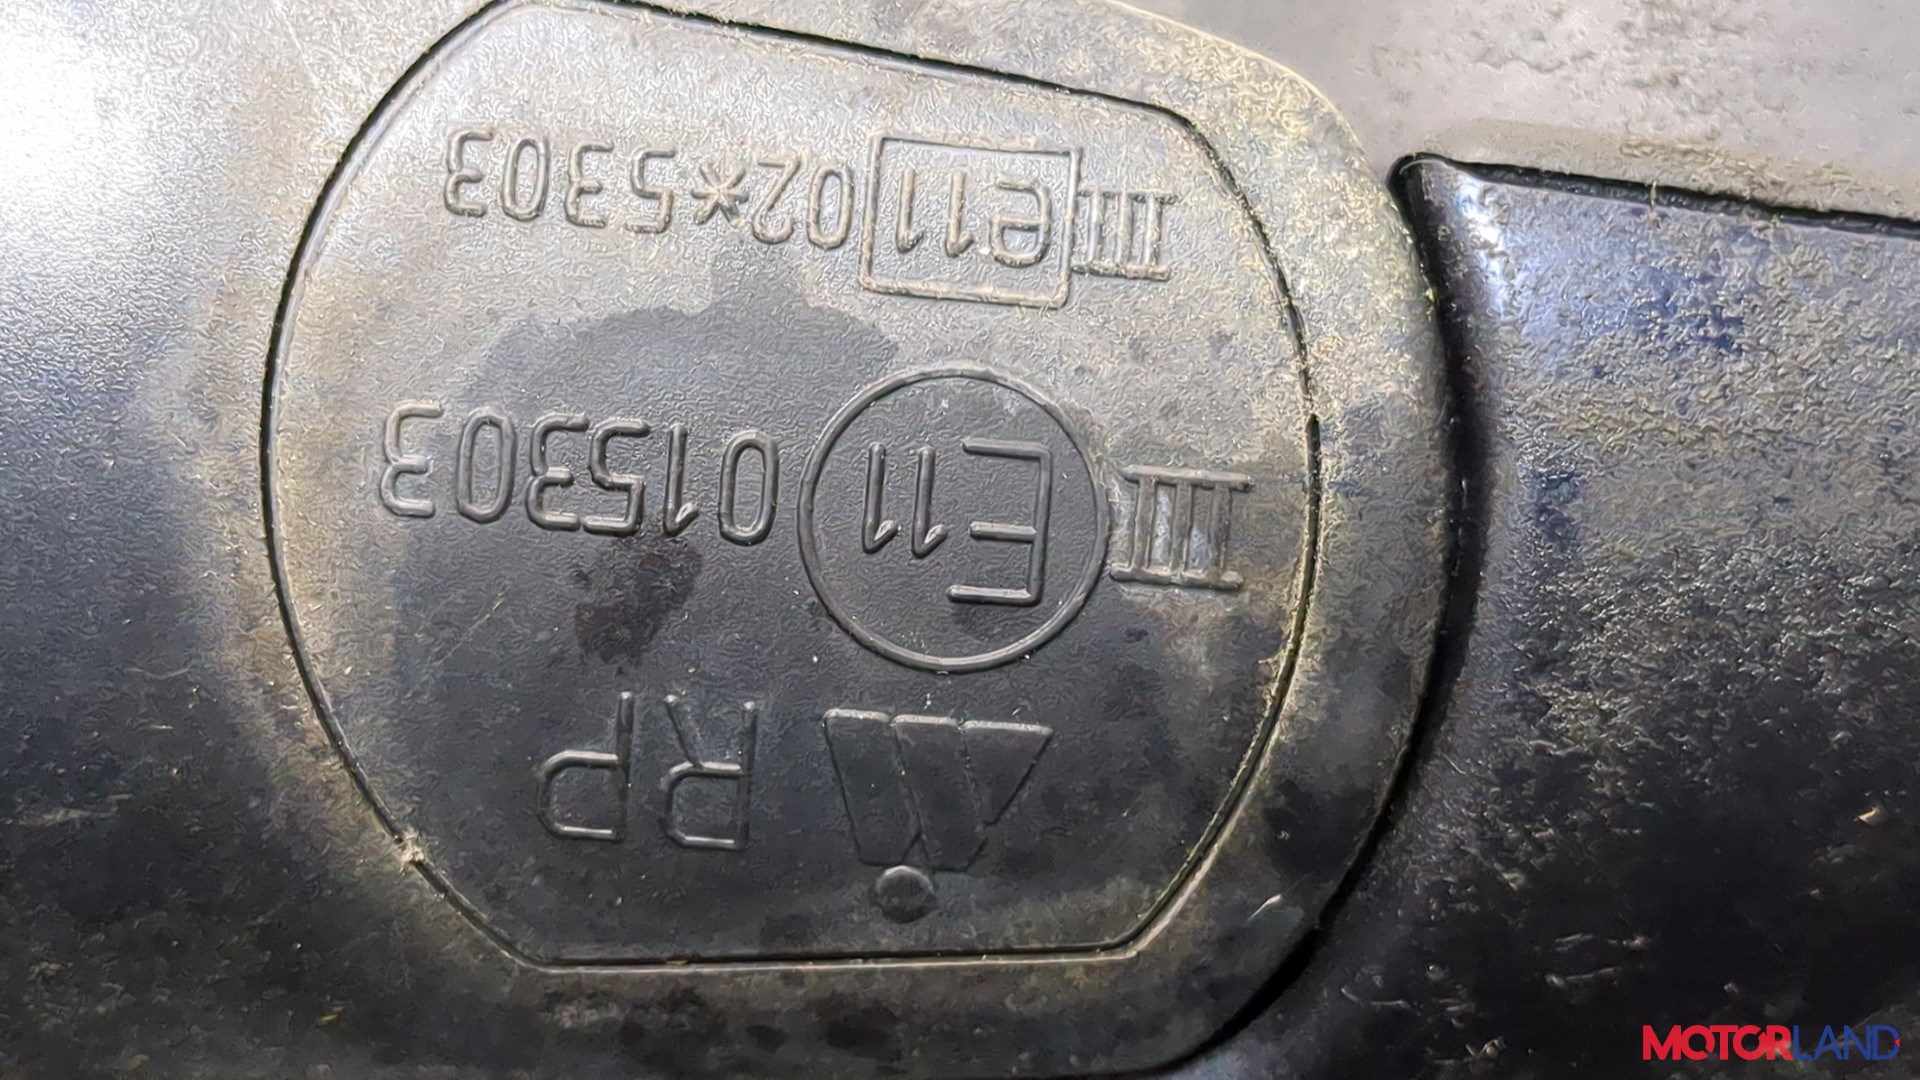 RP
III E11 015303
III e11 02*5303
MOTORLAND